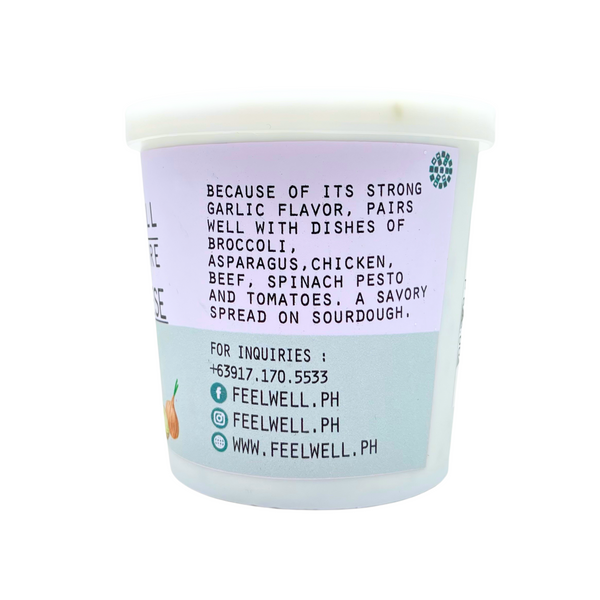 BECAUSE OF ITS STRONG
GARLIC FLAVOR, PAIRS
WELL WITH DISHES OF
BROCCOLI,
ASPARAGUS,CHICKEN,
BEEF, SPINACH PESTO
AND TOMATOES. A SAVORY
SPREAD ON SOURDOUGH.
FOR INQUIRIES :
+63917.170.5533
FEELWELL.PH
FEELWELL.PH
WWW.FEELWELL.PH